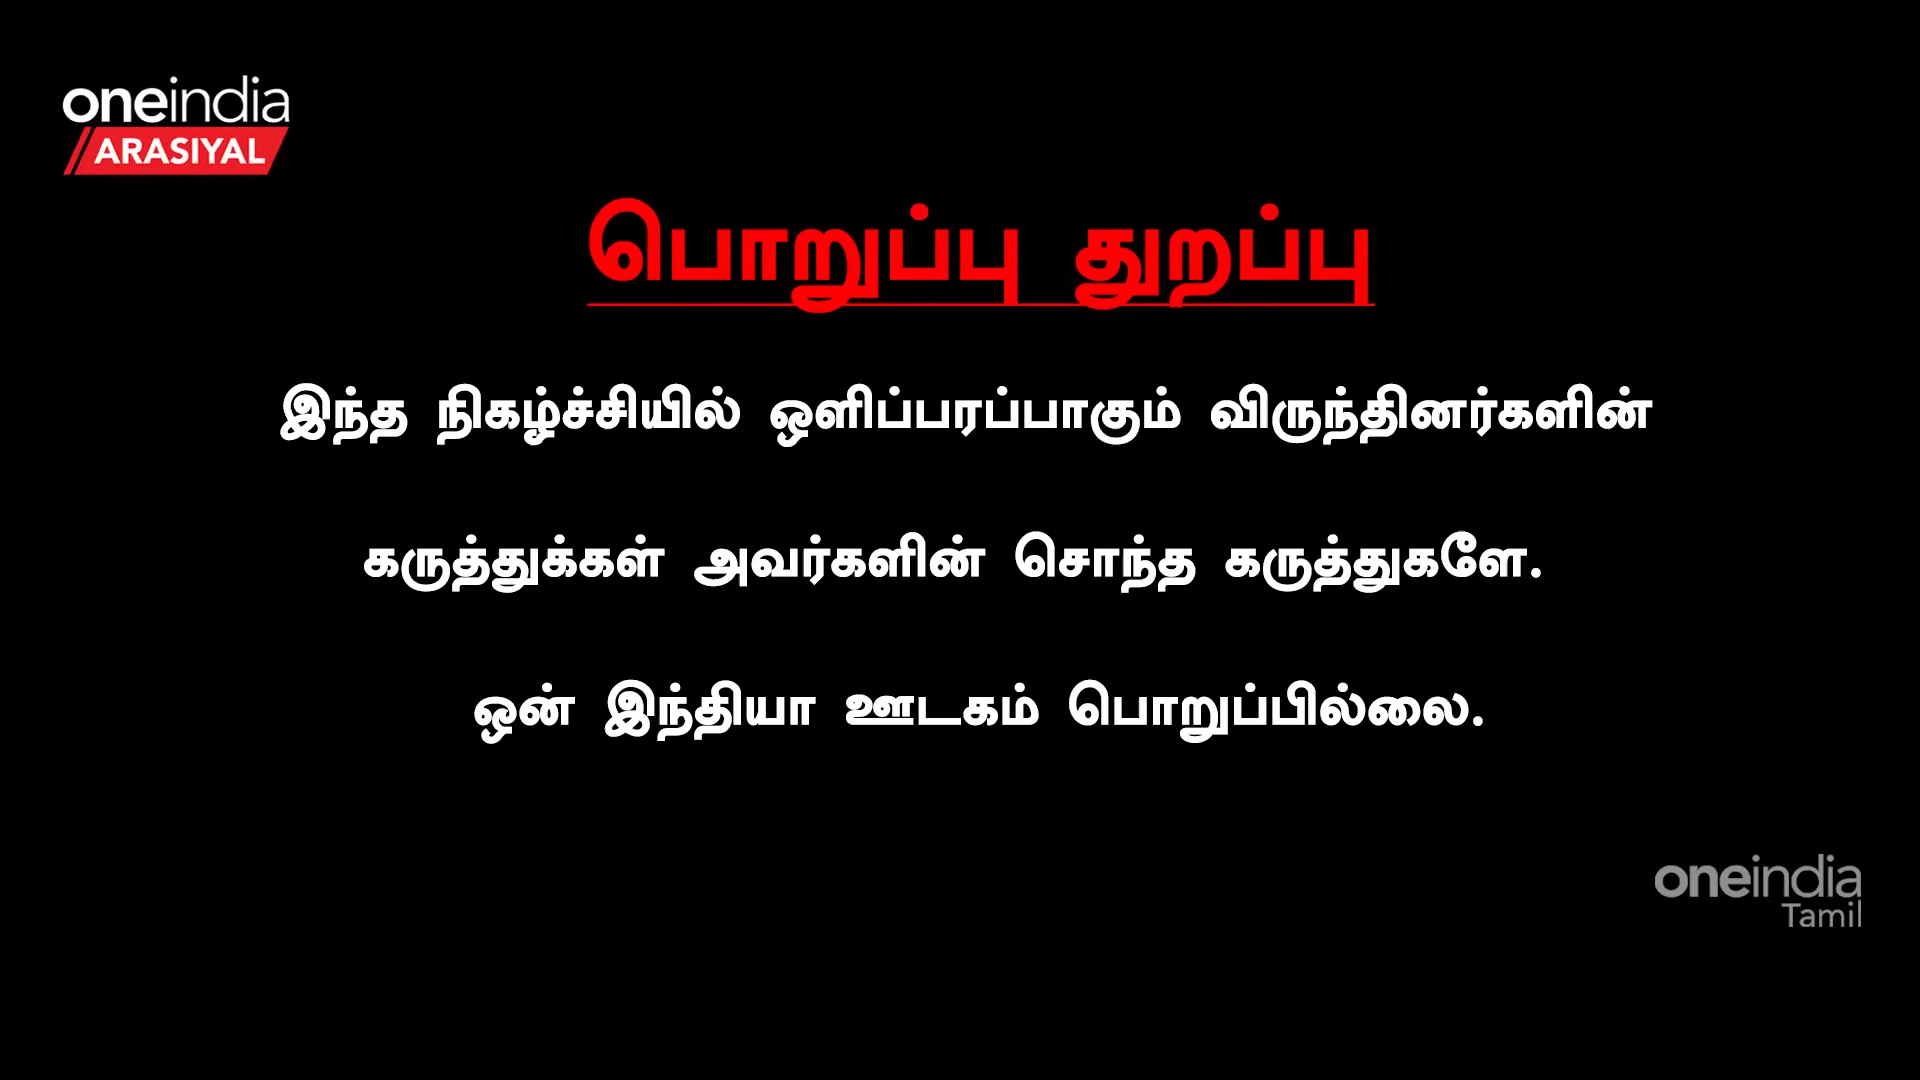 oneindia
ARASIYAL
பொறுப்பு துறப்பு
இந்த நிகழ்ச்சியில் ஒளிப்பரப்பாகும் விருந்தினர்களின்
கருத்துக்கள் அவர்களின் சொந்த கருத்துகளே.
ஒன் இந்தியா ஊடகம் பொறுப்பில்லை.
oneindia
Tamil